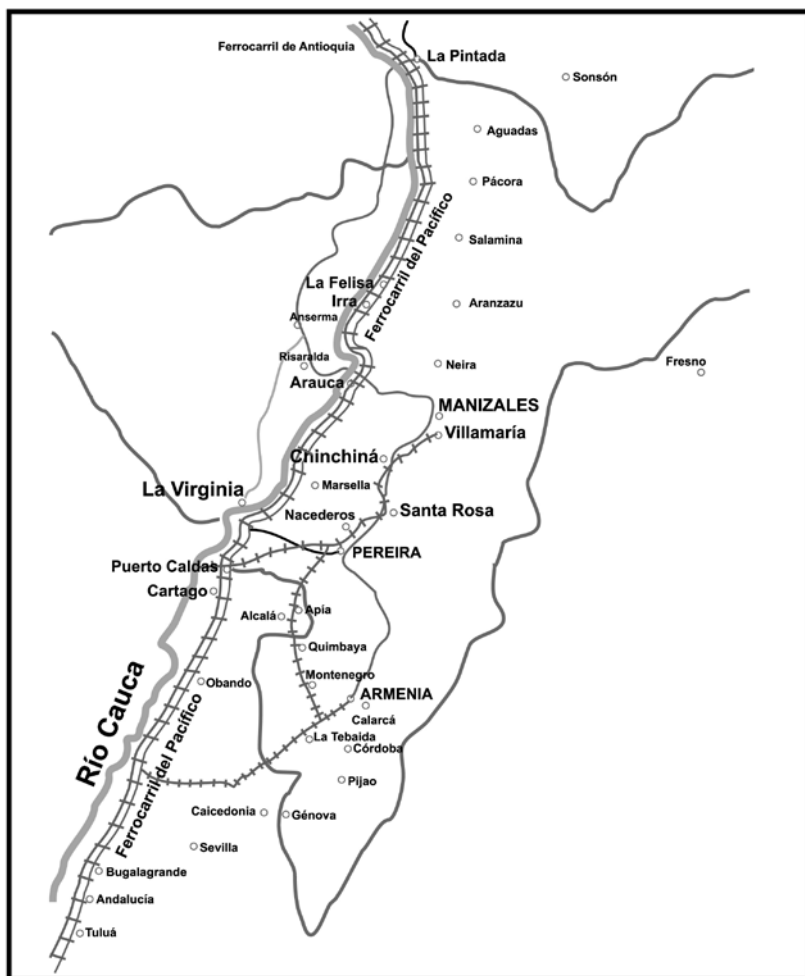 Ferrocarril de Antioquia
La Pintada
Sonsón
Aguadas
Pácora
Salamina
Ferrocarril del Pacífico
La Felisa
Irra
Aranzazu
Anserma
Risaralda
Neira
Fresno
Arauca
MANIZALES
Villamaría
Chinchiná
Marsella
La Virginia
Nacederos
Santa Rosa
PEREIRA
Puerto Caldas
Cartago
Alcalá
Apía
Quimbaya
Obando
Montenegro
ARMENIA
Calarcá
Río Cauca
Ferrocarril del Pacífico
La Tebaida
Córdoba
Pijao
Caicedonia
Génova
Sevilla
Bugalagrande
Andalucía
Tuluá